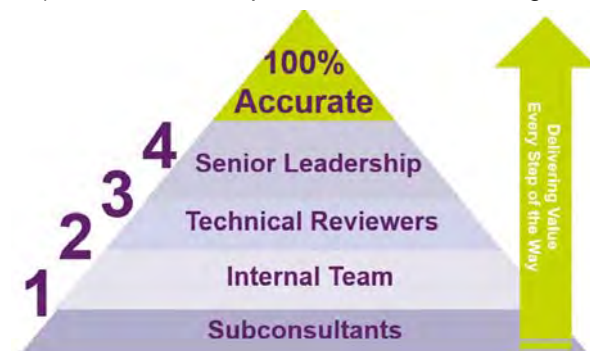 100%
Accurate
4
Senior Leadership
3
Technical Reviewers
2
Internal Team
1
Subconsultants
Delivering Value
Every Step of the Way